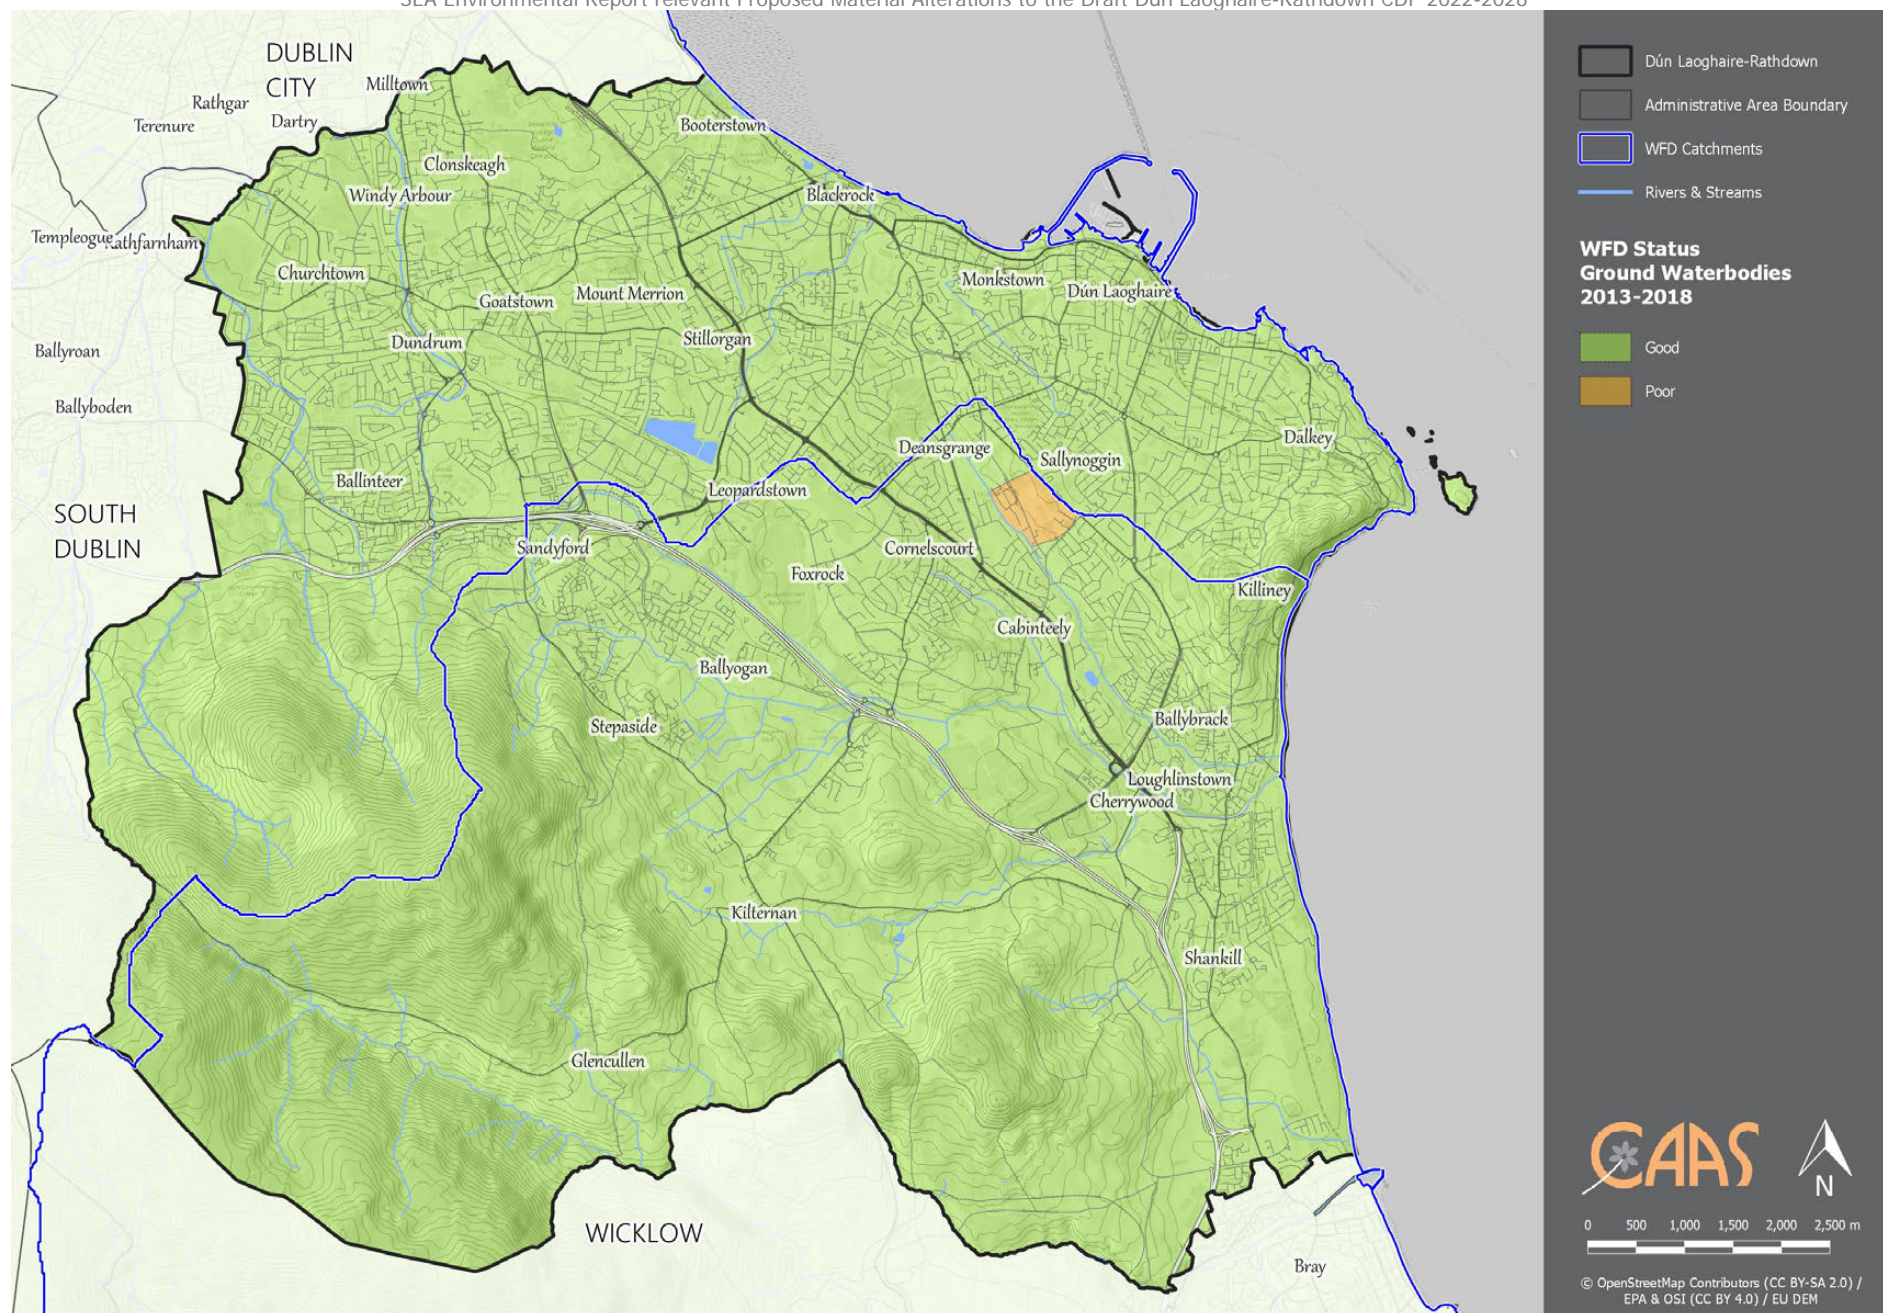 SEA Environmental Report relevant Proposed Material Alterations to the Draft Dún Laoghaire-Rathdown CDP 2022-2028
DUBLIN
CITY
Milltown
Rathgar
Terenure
Dartry
Booterstown
Clonskeagh
Windy Arbour
Blackrock
Templeogue
Rathfarnham
Churchtown
Goatstown
Mount Merrion
Monkstown
Dún Laoghaire
Stillorgan
Dundrum
Ballyroan
Ballyboden
Deansgrange
Dalkey
Sallynoggin
Ballinteer
Leopardstown
SOUTH
DUBLIN
Sandyford
Cornelscourt
Foxrock
Killiney
Cabinteely
Ballyogan
Stepaside
Ballybrack
Loughlinstown
Cherrywood
Kilternan
Shankill
Glencullen
WICKLOW
Bray
Dún Laoghaire-Rathdown
Administrative Area Boundary
WFD Catchments
Rivers & Streams
WFD Status
Ground Waterbodies
2013-2018
Good
Poor
CAAS
N
0 500 1,000 1,500 2,000 2,500 m
© OpenStreetMap Contributors (CC BY-SA 2.0) /
EPA & OSI (CC BY 4.0) / EU DEM